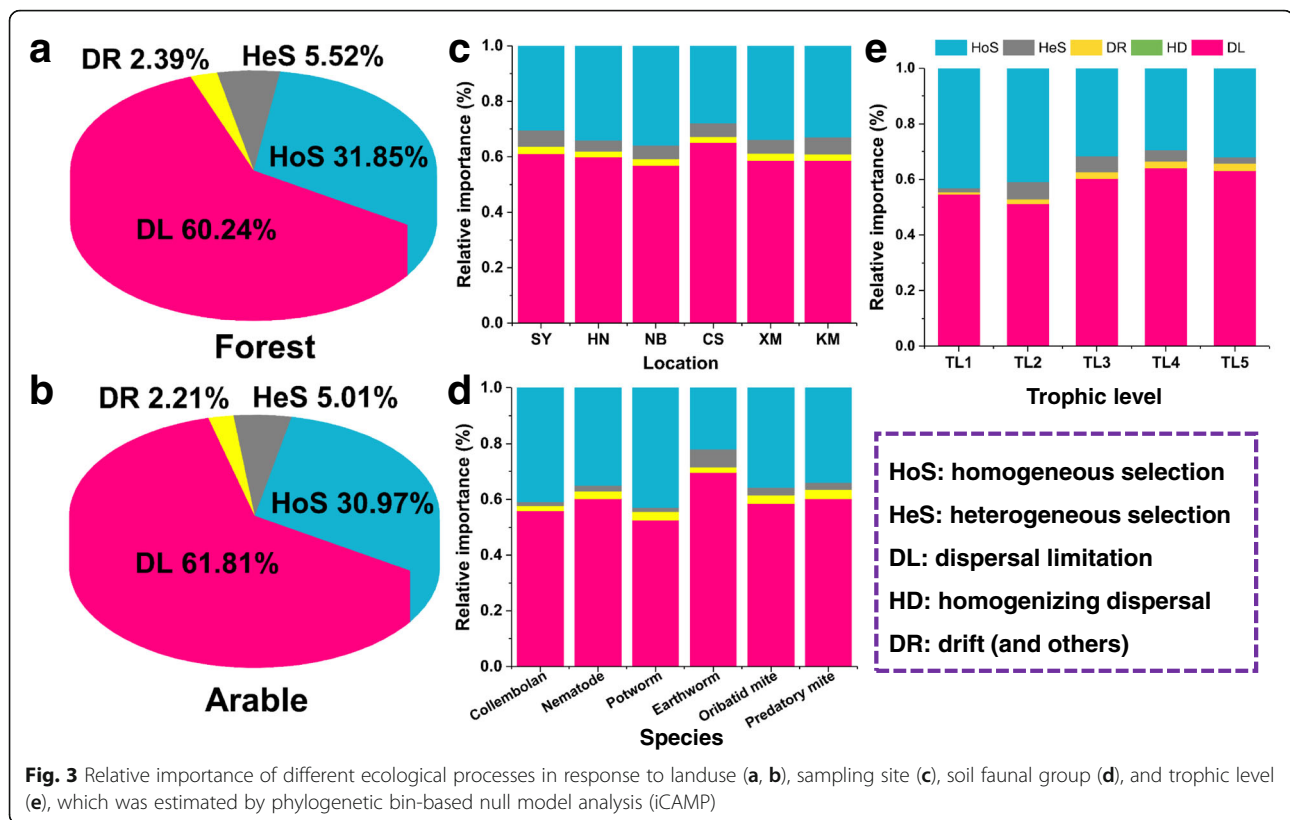 a
DR 2.39%
HeS 5.52%
HoS 31.85%
DL 60.24%
Forest
b
DR 2.21%
HeS 5.01%
HoS 30.97%
DL 61.81%
Arable
c
Relative importance (%)
1.0
0.8
0.6
0.4
0.2
0.0
SY HN NB CS XM KM
Location
d
Relative importance (%)
1.0
0.8
0.6
0.4
0.2
0.0
Collembolan
Nematode
Potworm
Earthworm
Oribatid mite
Predatory mite
Species
e
HoS HeS DR HD DL
Relative importance (%)
1.0
0.8
0.6
0.4
0.2
0.0
TL1 TL2 TL3 TL4 TL5
Trophic level
HoS: homogeneous selection
HeS: heterogeneous selection
DL: dispersal limitation
HD: homogenizing dispersal
DR: drift (and others)
Fig. 3 Relative importance of different ecological processes in response to landuse (a, b), sampling site (c), soil faunal group (d), and trophic level
(e), which was estimated by phylogenetic bin-based null model analysis (iCAMP)